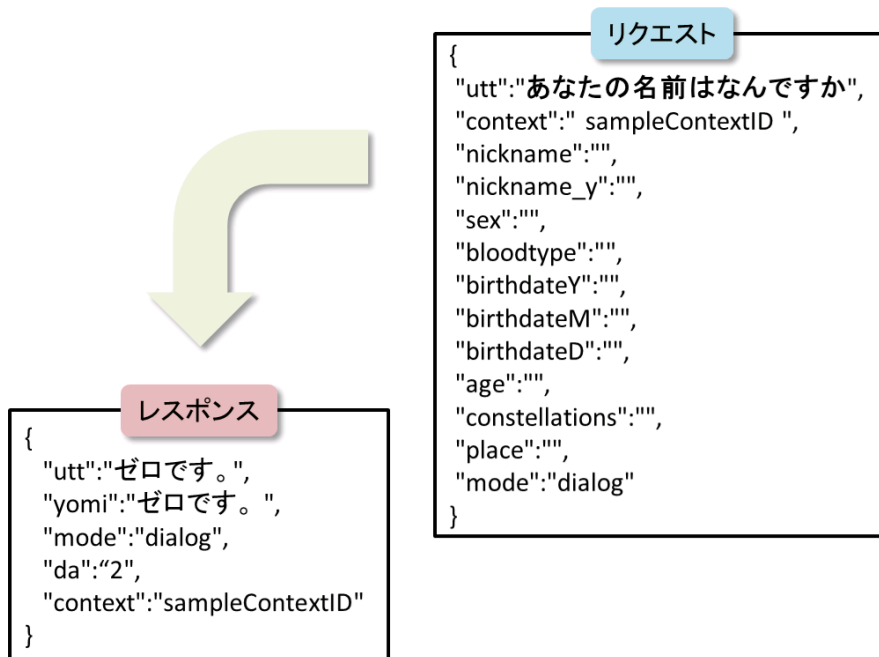 リクエスト
{
"utt":"あなたの名前はなんですか",
"context":" sampleContextID ",
"nickname":"",
"nickname_y":"",
"sex":"",
"bloodtype":"",
"birthdateY":"",
"birthdateM":"",
"birthdateD":"",
"age":"",
"constellations":"",
"place":"",
"mode":"dialog"
}
レスポンス
{
"utt":"ゼロです。",
"yomi":"ゼロです。 ",
"mode":"dialog",
"da":“2",
"context":"sampleContextID"
}